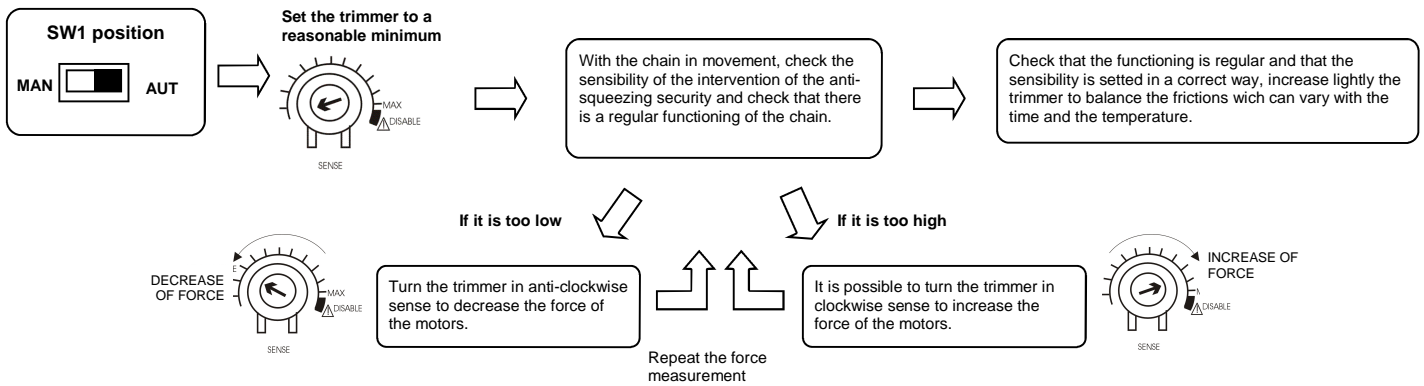 SW1 position
MAN
AUT
Set the trimmer to a
reasonable minimum
MAX
DISABLE
SENSE
With the chain in movement, check the
sensibility of the intervention of the anti-
squeezing security and check that there
is a regular functioning of the chain.
Check that the functioning is regular and that the
sensibility is setted in a correct way, increase lightly the
trimmer to balance the frictions wich can vary with the
time and the temperature.
If it is too low
If it is too high
DECREASE
OF FORCE
E
MAX
DISABLE
SENSE
Turn the trimmer in anti-clockwise
sense to decrease the force of
the motors.
Repeat the force
measurement
It is possible to turn the trimmer in
clockwise sense to increase the
force of the motors.
INCREASE OF
FORCE
DISABLE
SENSE